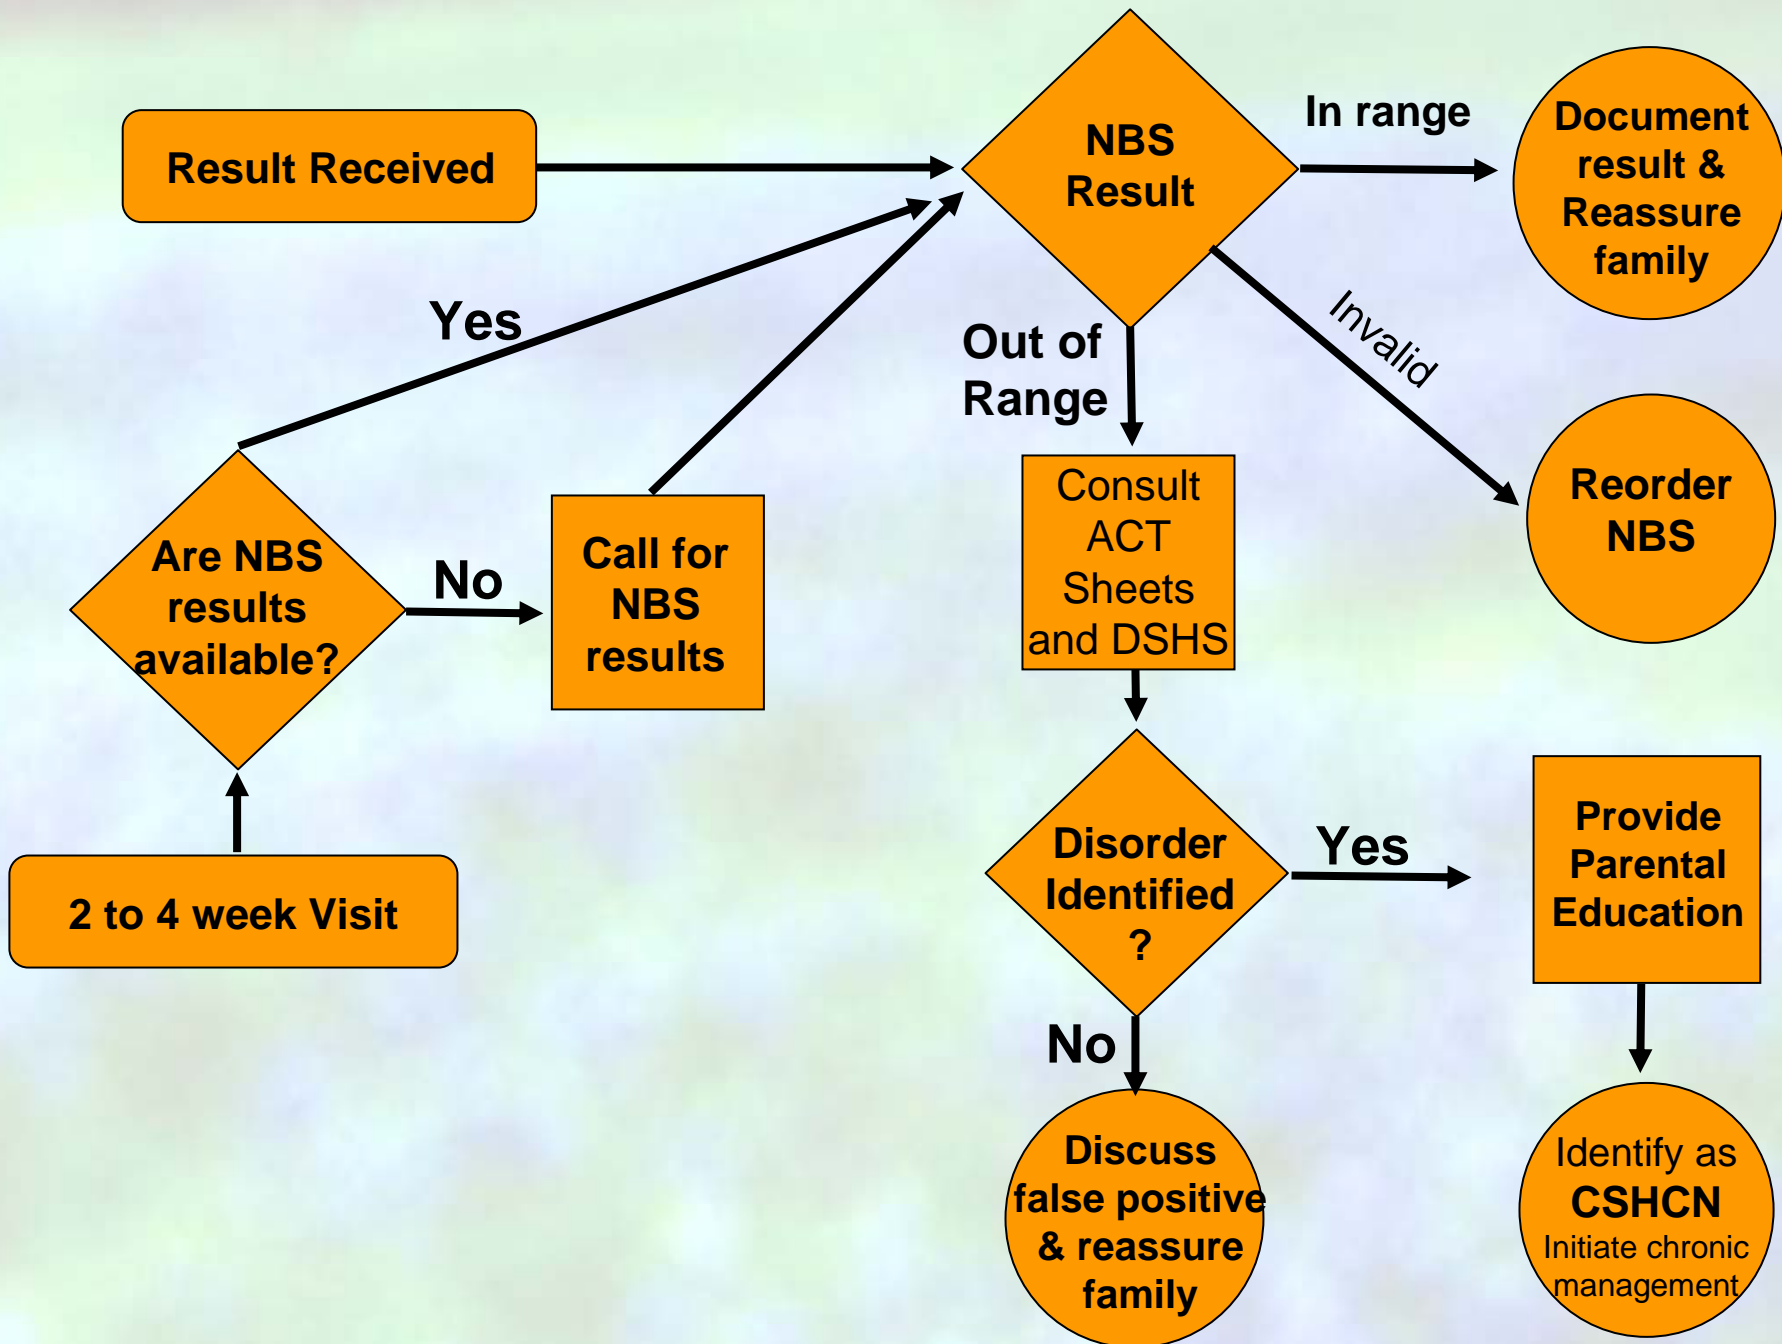 Result Received
NBS
Result
In range
Document
result &
Reassure
family
Yes
Out of
Range
Invalid
Are NBS
results
available?
No
Call for
NBS
results
Consult
ACT
Sheets
and DSHS
Reorder
NBS
2 to 4 week Visit
Disorder
Identified
?
Yes
Provide
Parental
Education
No
Discuss
false positive
& reassure
family
Identify as
CSHCN
Initiate chronic
management